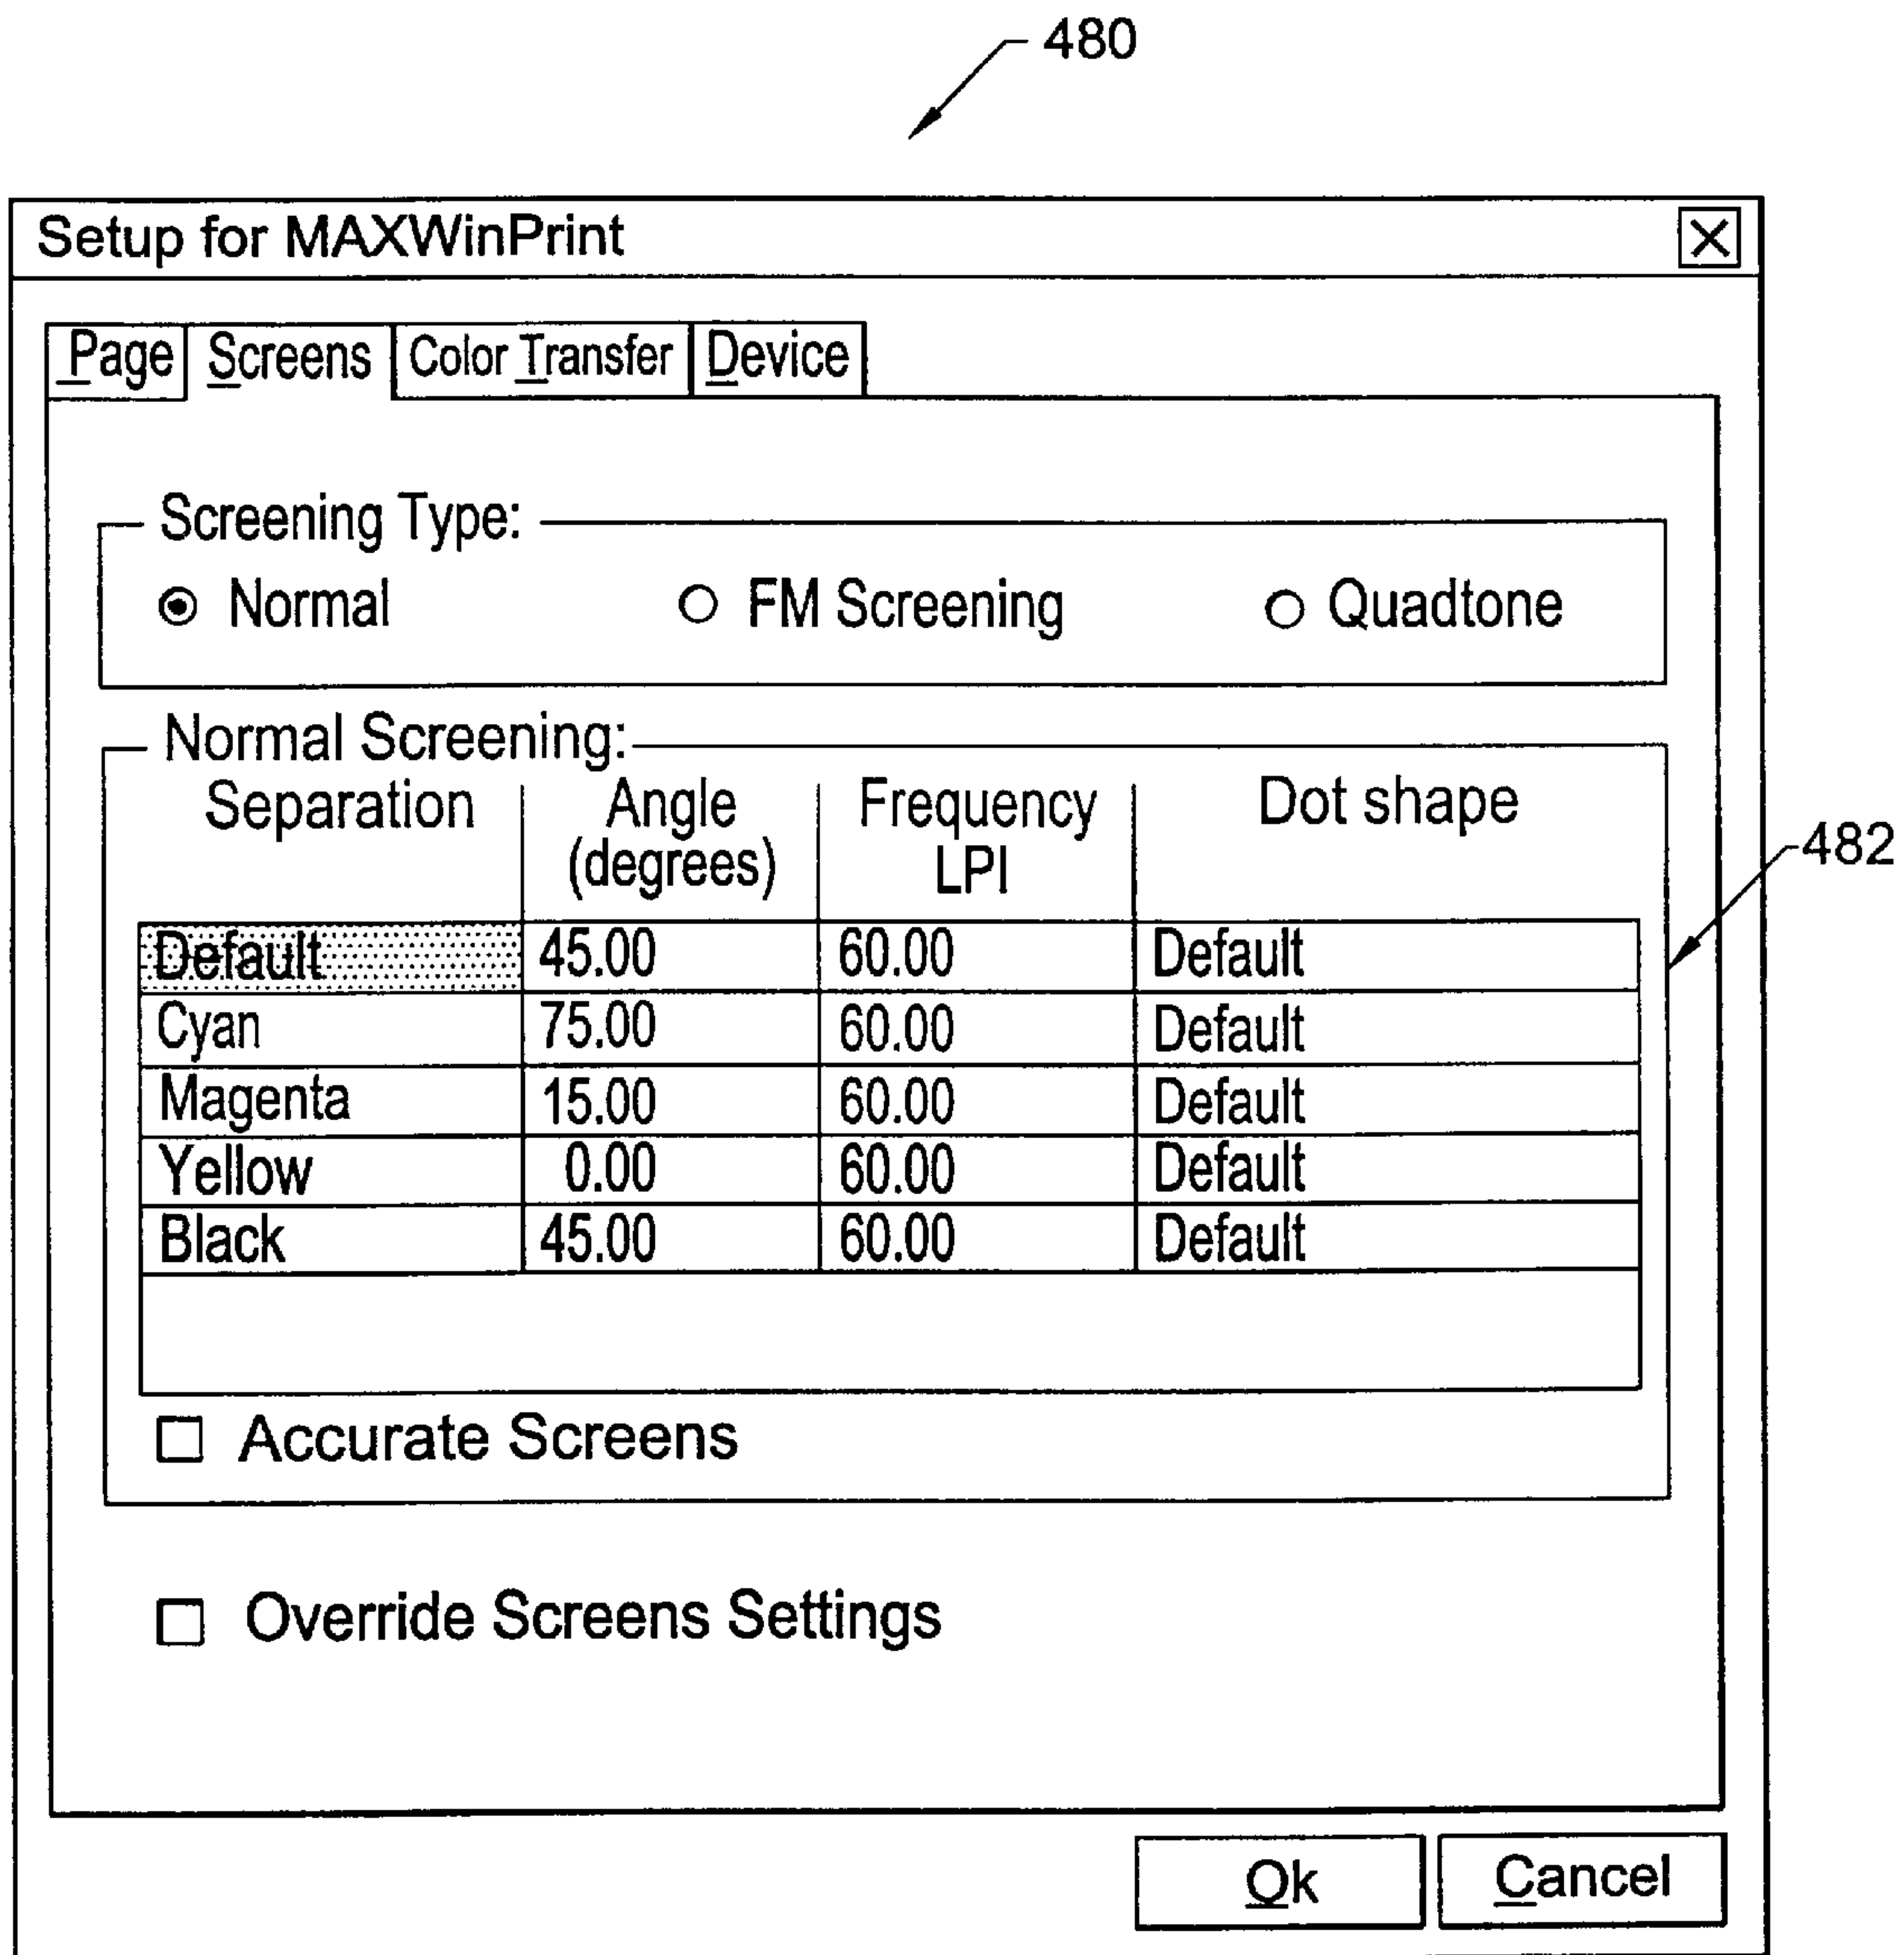 480
Setup for MAXWinPrint
Page Screens Color Transfer Device
Screening Type:
Normal FM Screening Quadtone
Normal Screening:
Separation Angle (degrees) Frequency LPI Dot shape
482
Default 45.00 60.00 Default
Cyan 75.00 60.00 Default
Magenta 15.00 60.00 Default
Yellow 0.00 60.00 Default
Black 45.00 60.00 Default
Accurate Screens
Override Screens Settings
Ok Cancel